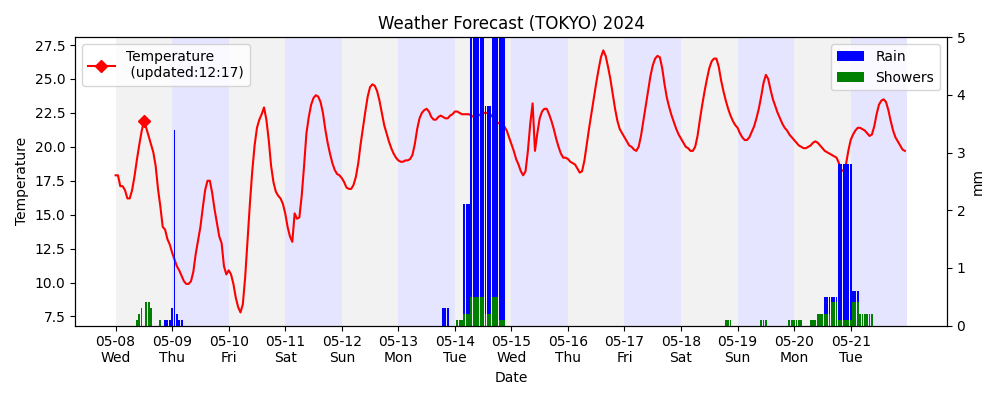 Weather Forecast (TOKYO) 2024
Temperature
(updated:12:17)
Rain
Showers
27.5
25.0
22.5
20.0
17.5
15.0
12.5
10.0
7.5
Temperature
5
4
3
2
1
0
mm
05-08 05-09 05-10 05-11 05-12 05-13 05-14 05-15 05-16 05-17 05-18 05-19 05-20 05-21
Wed Thu Fri Sat Sun Mon Tue Wed Thu Fri Sat Sun Mon Tue
Date